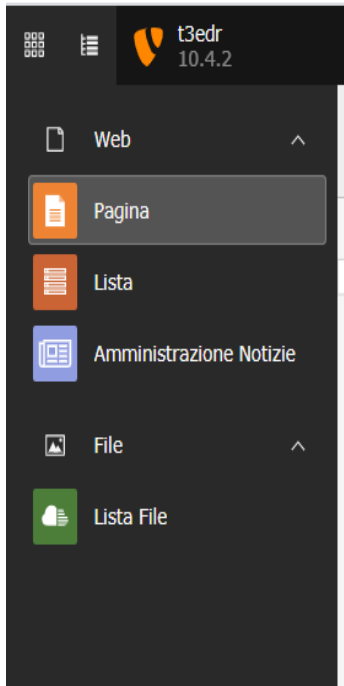 t3edr
10.4.2
Web
Pagina
Lista
Amministrazione Notizie
File
Lista File